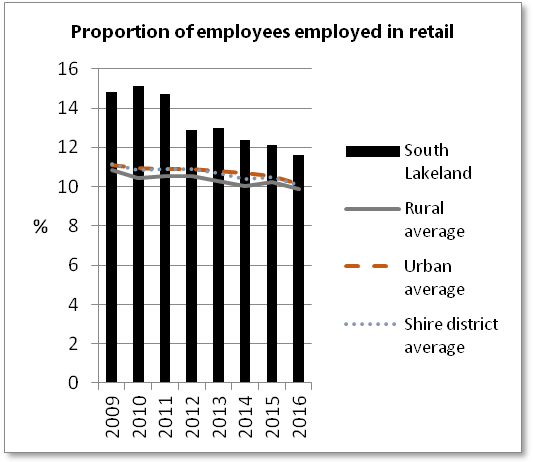 Proportion of employees employed in retail
16
14
12
10
8
6
4
2
0
%
2009
2010
2011
2012
2013
2014
2015
2016
South
Lakeland
Rural
average
Urban
average
Shire district
average